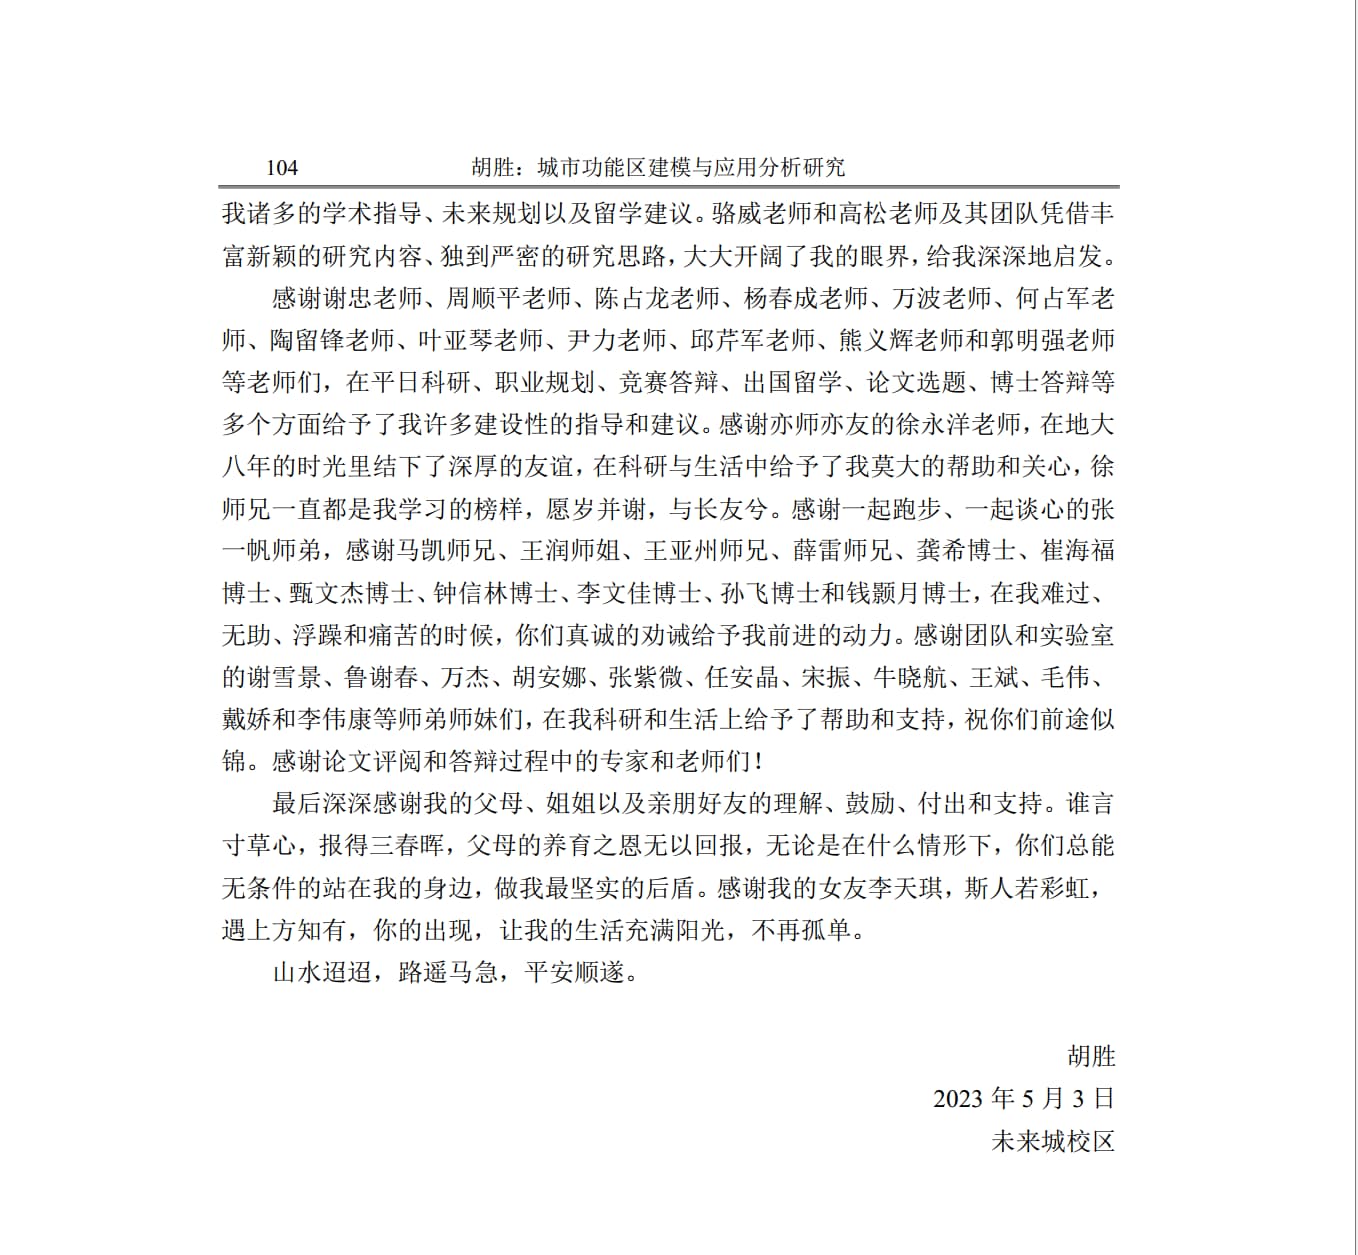 104 胡胜：城市功能区建模与应用分析研究
我诸多的学术指导、未来规划以及留学建议。骆威老师和高松老师及其团队凭借丰
富新颖的研究内容、独到严密的研究思路，大大开阔了我的眼界，给我深深地启发。
感谢谢忠老师、周顺平老师、陈占龙老师、杨春成老师、万波老师、何占军老
师、陶留锋老师、叶亚琴老师、尹力老师、邱芹军老师、熊义辉老师和郭明强老师
等老师们，在平日科研、职业规划、竞赛答辩、出国留学、论文选题、博士答辩等
多个方面给予了我许多建设性的指导和建议。感谢亦师亦友的徐永洋老师，在地大
八年的时光里结下了深厚的友谊，在科研与生活中给予了我莫大的帮助和关心，徐
师兄一直都是我学习的榜样，愿岁并谢，与长友兮。感谢一起跑步、一起谈心的张
一帆师弟，感谢马凯师兄、王润师姐、王亚州师兄、薛雷师兄、龚希博士、崔海福
博士、甄文杰博士、钟信林博士、李文佳博士、孙飞博士和钱颢月博士，在我难过、
无助、浮躁和痛苦的时候，你们真诚的劝诫给予我前进的动力。感谢团队和实验室
的谢雪景、鲁谢春、万杰、胡安娜、张紫微、任安晶、宋振、牛晓航、王斌、毛伟、
戴娇和李伟康等师弟师妹们，在我科研和生活上给予了帮助和支持，祝你们前途似
锦。感谢论文评阅和答辩过程中的专家和老师们！
最后深深感谢我的父母、姐姐以及亲朋好友的理解、鼓励、付出和支持。谁言
寸草心，报得三春晖，父母的养育之恩无以回报，无论是在什么情形下，你们总能
无条件的站在我的身边，做我最坚实的后盾。感谢我的女友李天琪，斯人若彩虹，
遇上方知有，你的出现，让我的生活充满阳光，不再孤单。
山水迢迢，路遥马急，平安顺遂。
胡胜
2023 年 5 月 3 日
未来城校区